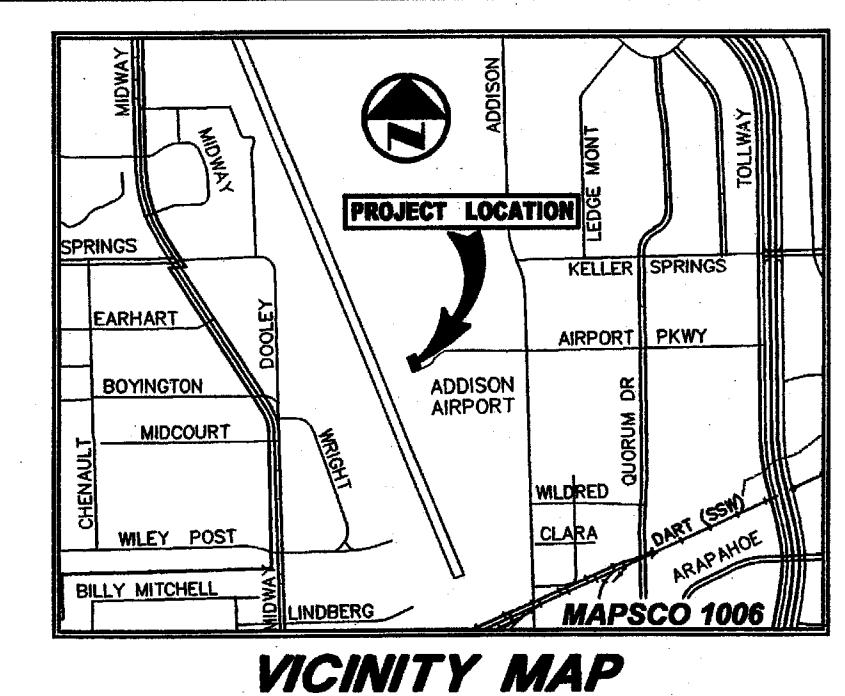 MIDWAY
MIDWAY
ADDISON
LEDGE MONT
TOLLWAY
N
PROJECT LOCATION
SPRINGS
KELLER SPRINGS
EARHART
DOOLEY
AIRPORT PKWY
BOYINGTON
ADDISON
AIRPORT
QUORUM DR
MIDCOURT
WRIGHT
CHENAULT
WILDRED
WILEY POST
CLARA
DART (SSW)
ARAPAHOE
BILLY MITCHELL
MIDWAY
LINDBERG
MAPSCO 1006
VICINITY MAP